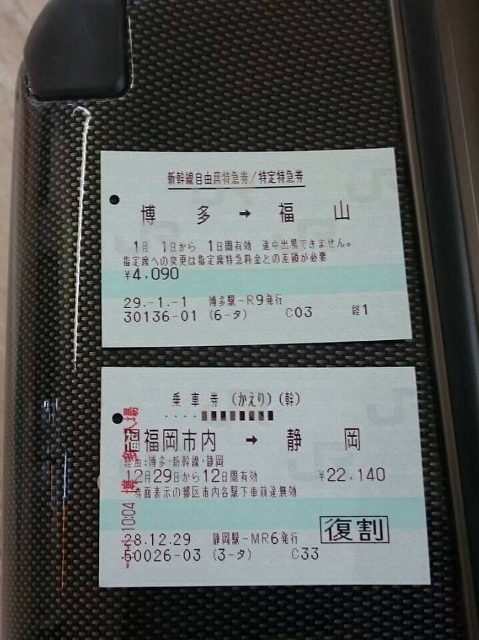 新幹線自由席特急券/特定特急券
博 多 → 福 山
1月 1日から 1日間有効 途中出場できません。
指定席への変更は指定席特急料金との差額が必要
¥4,090
29.-1.-1 博多駅-R9発行
30136-01 (6-タ) C03 経1
乗車券 (かえり)(幹)
福岡市内 → 静 岡
経由:博多・新幹線・静岡
12月29日から12日間有効 ¥22,140
券面表示の都区市内各駅下車前途無効
28.12.29 静岡駅-MR6発行 復割
50026-03 (3-タ) C33